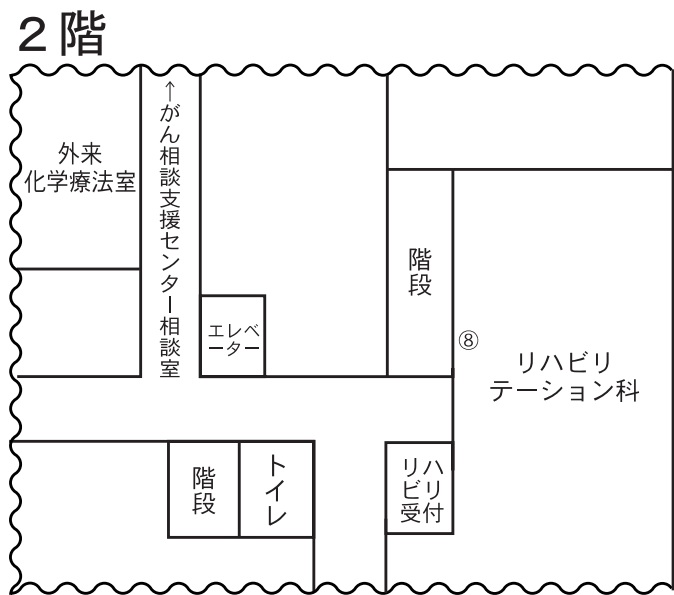 2階
外来
化学療法室
↑がん相談支援センター相談室
エレベ
ーター
階段
⑧
リハビリ
テーション科
階段
トイレ
リハ
ビリ
受付